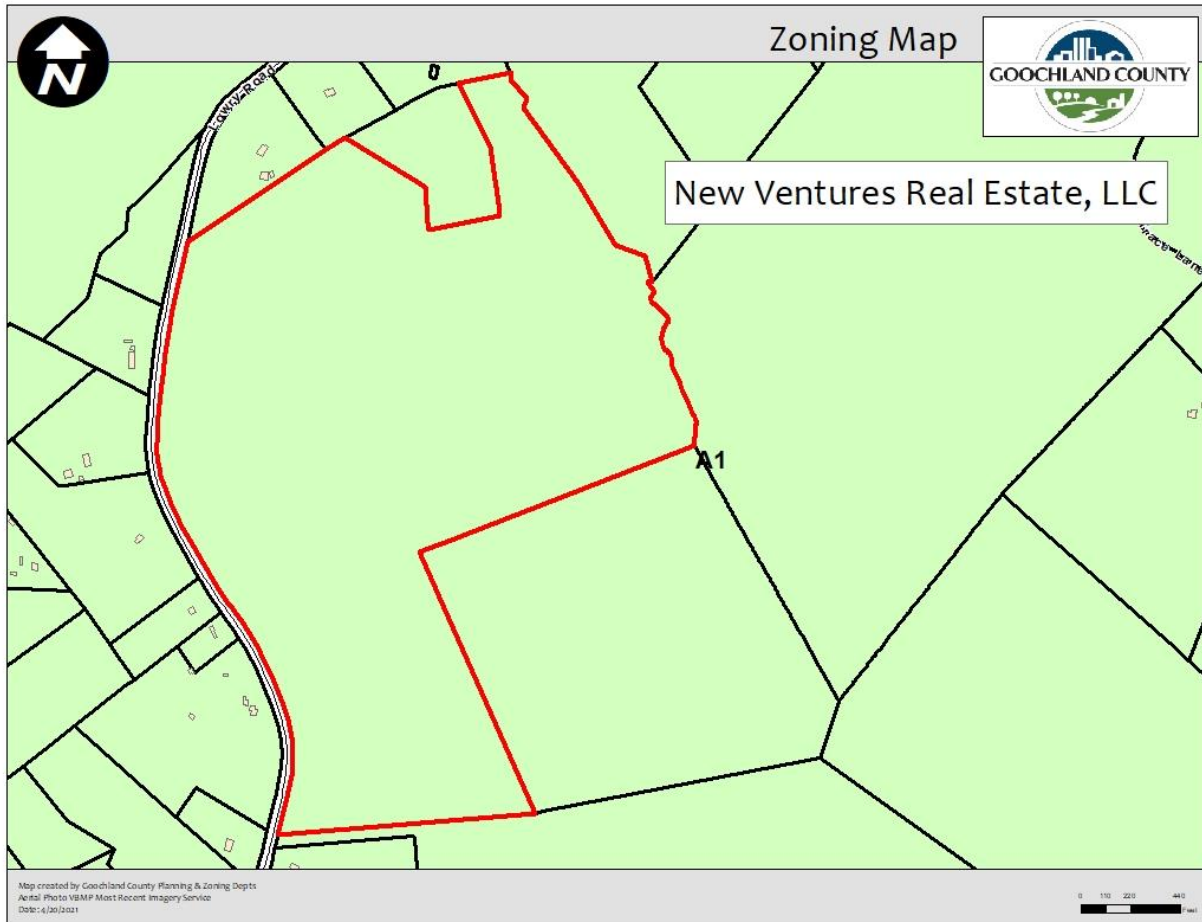 Zoning Map
N
GOOCHLAND COUNTY
Lowry Road
New Ventures Real Estate, LLC
A1
Map created by Goochland County Planning & Zoning Depts
Aerial Photo VBMP Most Recent Imagery Service
Date: 4/20/2021
0 110 220 440
Feet